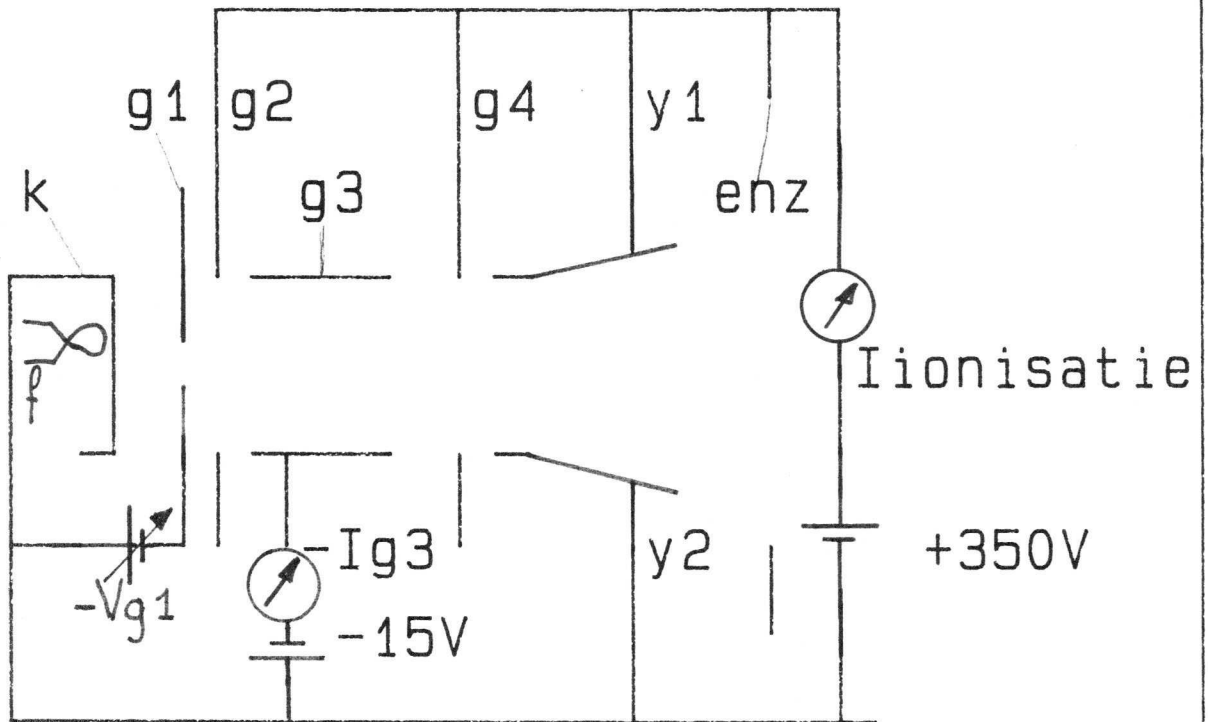 g1 g2 g4 y1
k g3 enz
f
Iionisatie
-Ig3 y2 +350V
-Vg1
-15V